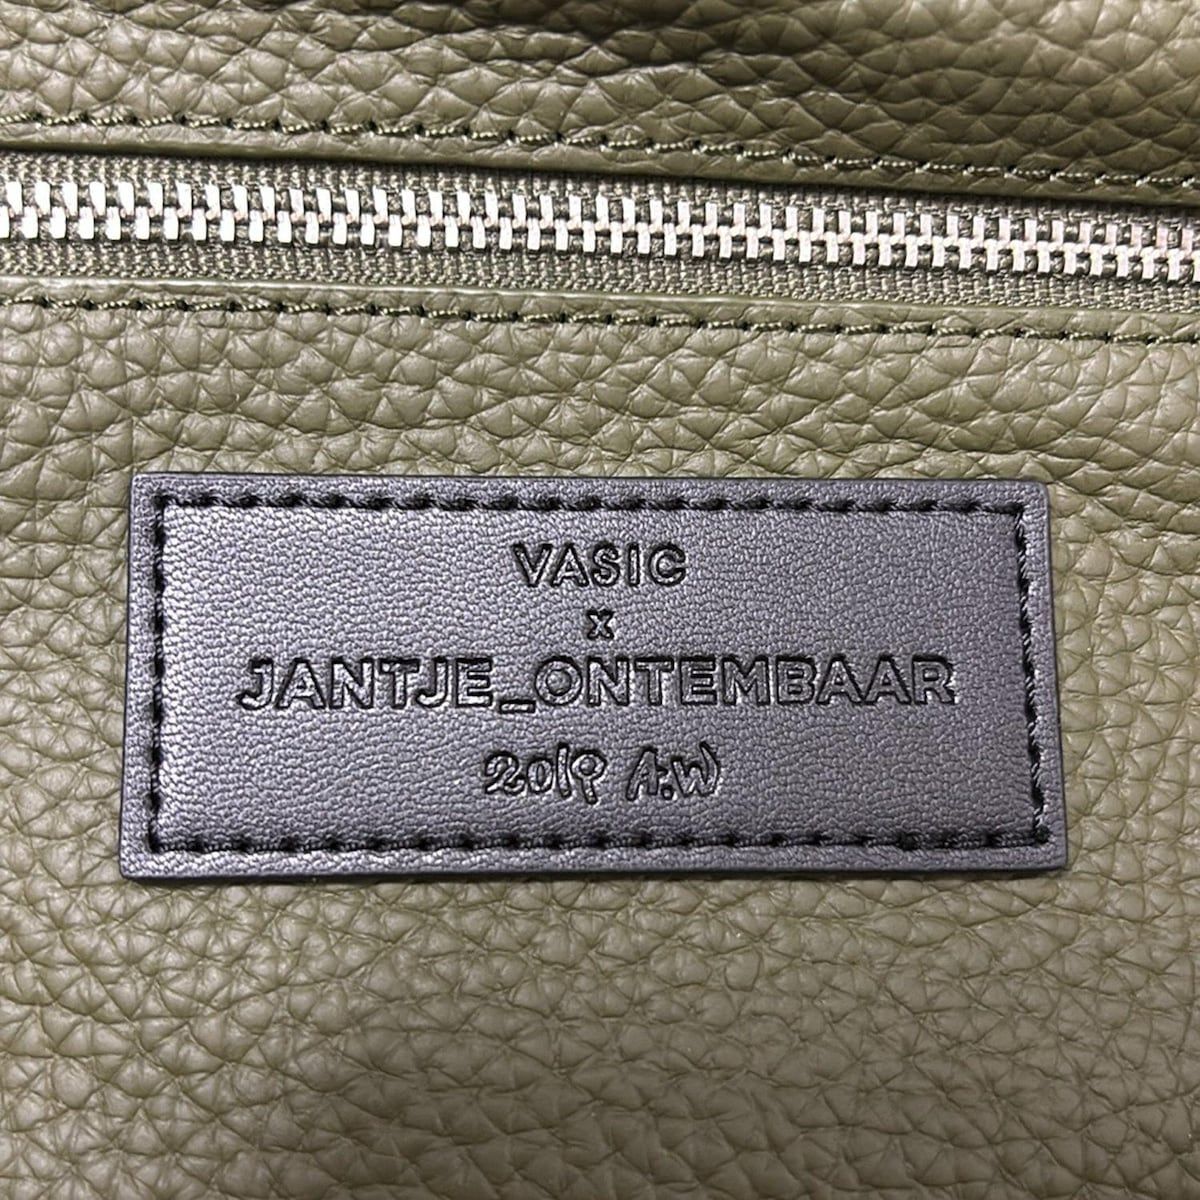 VASIC
x
JANTJE_ONTEMBAAR
2019 A:W